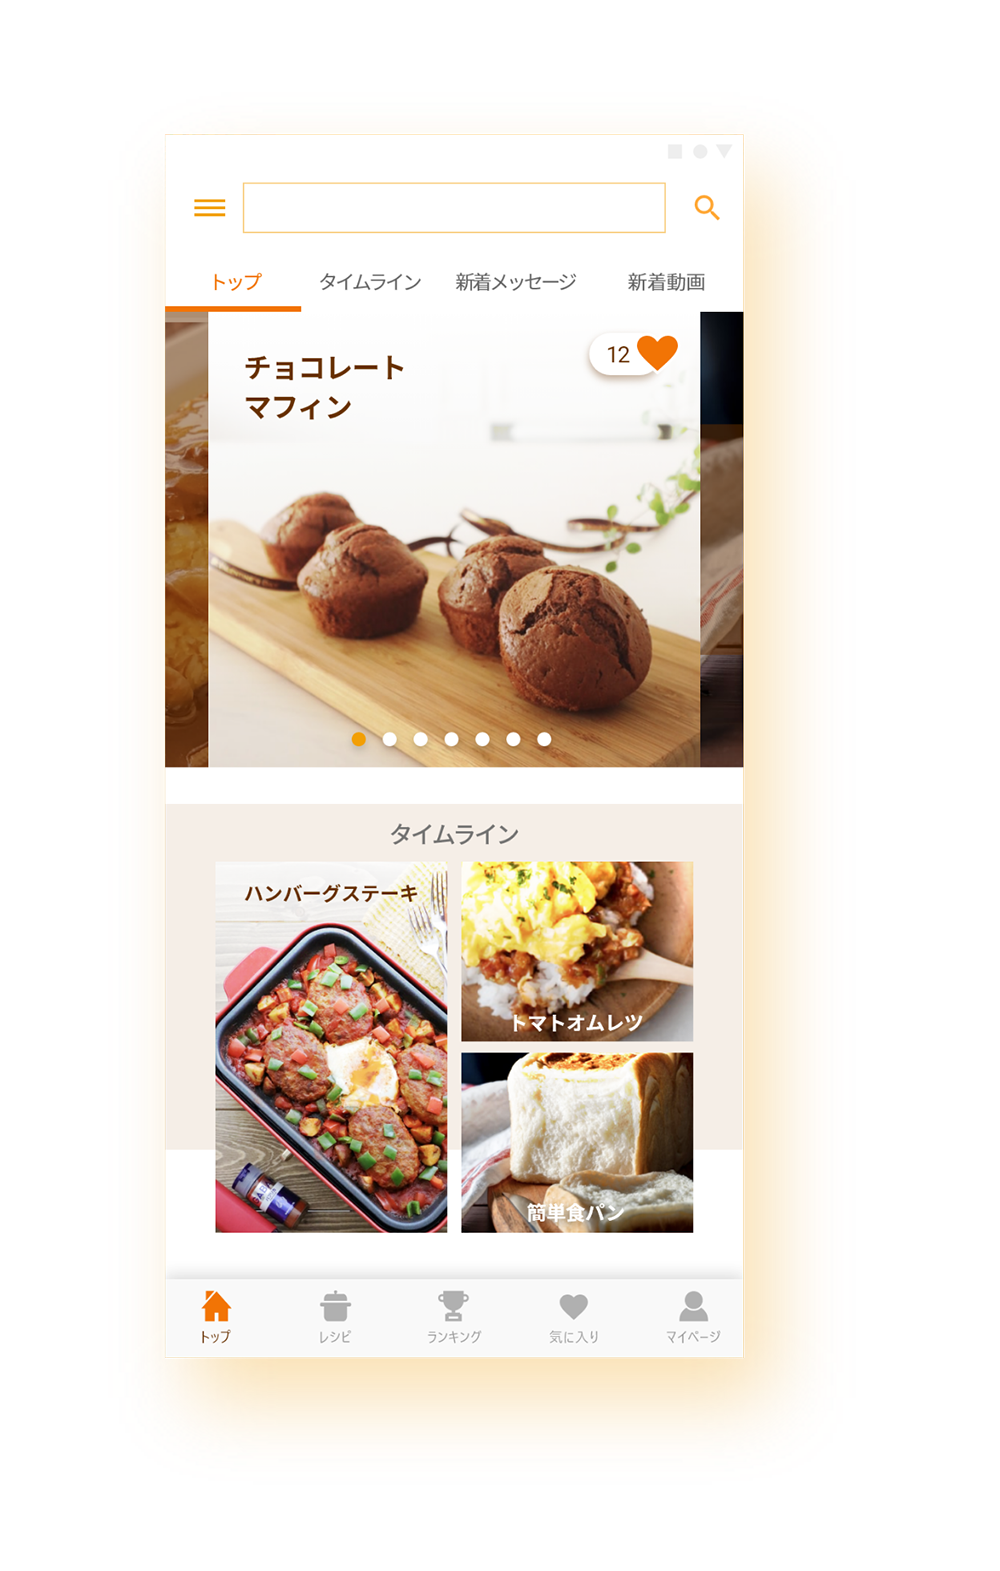 トップ
タイムライン
新着メッセージ
新着動画
チョコレート
マフィン
12
タイムライン
ハンバーグステーキ
トマトオムレツ
簡単食パン
トップ
レシピ
ランキング
気に入り
マイページ